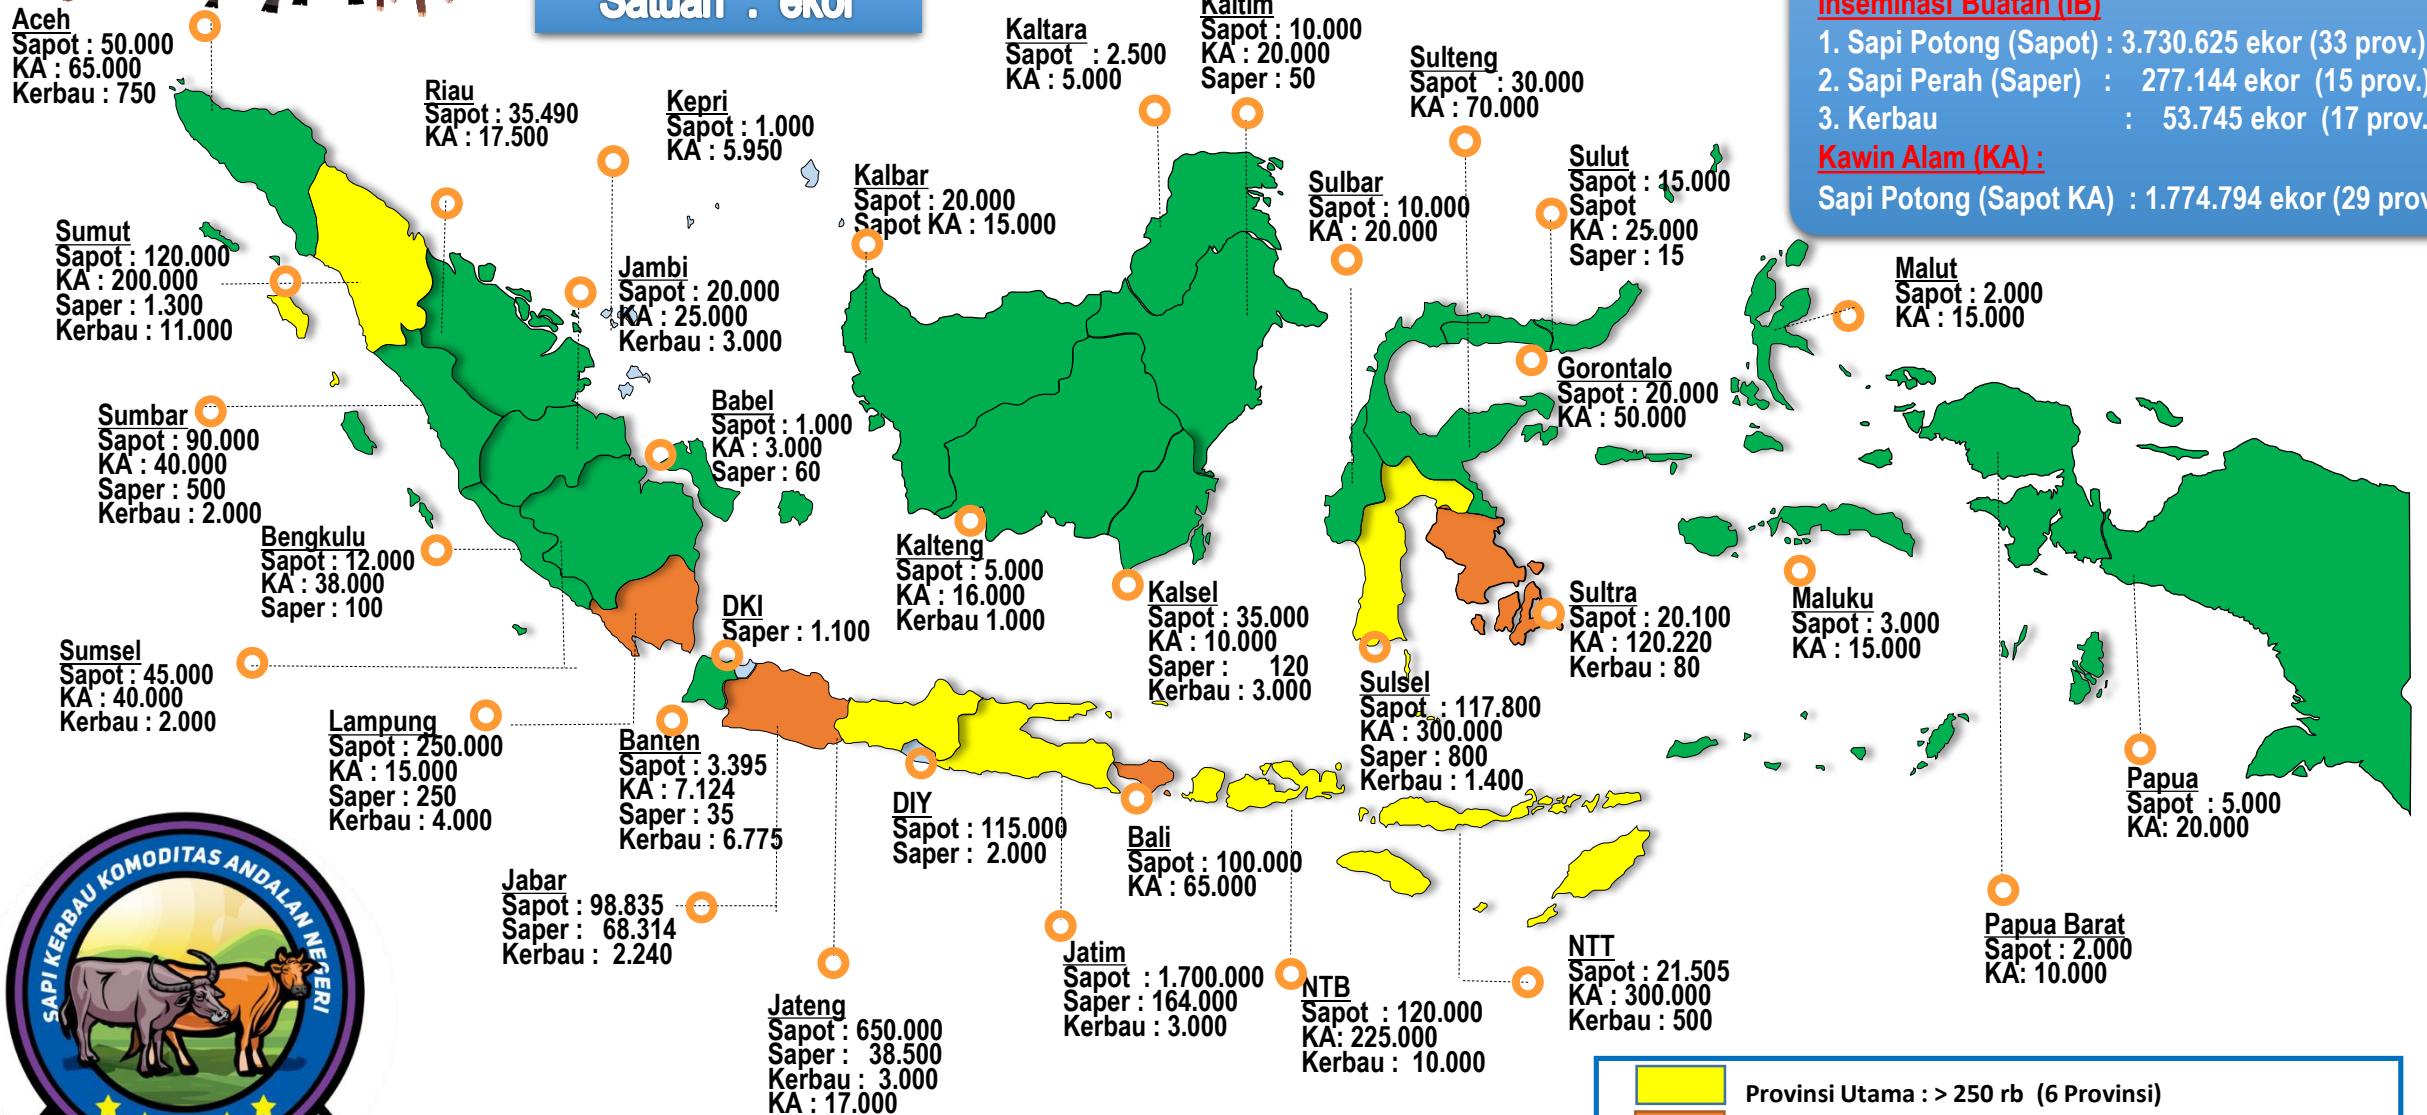 Satuan : ekor
Aceh
Sapot : 50.000
KA : 65.000
Kerbau : 750
Riau
Sapot : 35.490
KA : 17.500
Kepri
Sapot : 1.000
KA : 5.950
Kaltara
Sapot : 2.500
KA : 5.000
Kaltim
Sapot : 10.000
KA : 20.000
Saper : 50
Sulteng
Sapot : 30.000
KA : 70.000
Inseminasi Buatan (IB)
1. Sapi Potong (Sapot) : 3.730.625 ekor (33 prov.)
2. Sapi Perah (Saper) : 277.144 ekor (15 prov.)
3. Kerbau : 53.745 ekor (17 prov.
Kawin Alam (KA) :
Sapi Potong (Sapot KA) : 1.774.794 ekor (29 prov
Sumut
Sapot : 120.000
KA : 200.000
Saper : 1.300
Kerbau : 11.000
Jambi
Sapot : 20.000
KA : 25.000
Kerbau : 3.000
Kalbar
Sapot : 20.000
Sapot KA : 15.000
Sulbar
Sapot : 10.000
KA : 20.000
Sulut
Sapot : 15.000
Sapot
KA : 25.000
Saper : 15
Malut
Sapot : 2.000
KA : 15.000
Sumbar
Sapot : 90.000
KA : 40.000
Saper : 500
Kerbau : 2.000
Babel
Sapot : 1.000
KA : 3.000
Saper : 60
Gorontalo
Sapot : 20.000
KA : 50.000
Bengkulu
Sapot : 12.000
KA : 38.000
Saper : 100
Kalteng
Sapot : 5.000
KA : 16.000
Kerbau 1.000
Kalsel
Sapot : 35.000
KA : 10.000
Saper : 120
Kerbau : 3.000
Sultra
Sapot : 20.100
KA : 120.220
Kerbau : 80
Maluku
Sapot : 3.000
KA : 15.000
DKI
Saper : 1.100
Sumsel
Sapot : 45.000
KA : 40.000
Kerbau : 2.000
Lampung
Sapot : 250.000
KA : 15.000
Saper : 250
Kerbau : 4.000
Banten
Sapot : 3.395
KA : 7.124
Saper : 35
Kerbau : 6.775
Sulsel
Sapot : 117.800
KA : 300.000
Saper : 800
Kerbau : 1.400
DIY
Sapot : 115.000
Saper : 2.000
Bali
Sapot : 100.000
KA : 65.000
Papua
Sapot : 5.000
KA: 20.000
Jabar
Sapot : 98.835
Saper : 68.314
Kerbau : 2.240
Jateng
Sapot : 650.000
Saper : 38.500
Kerbau : 3.000
KA : 17.000
Jatim
Sapot : 1.700.000
Saper : 164.000
Kerbau : 3.000
NTB
Sapot : 120.000
KA: 225.000
Kerbau : 10.000
NTT
Sapot : 21.505
KA : 300.000
Kerbau : 500
Papua Barat
Sapot : 2.000
KA: 10.000
SAPI KERBAU KOMODITAS ANDALAN NEGERI
Provinsi Utama : > 250 rb (6 Provinsi)